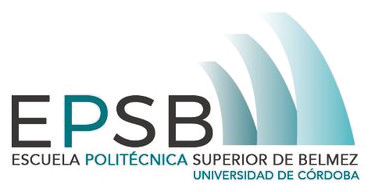 EPSB
ESCUELA POLITÉCNICA SUPERIOR DE BELMEZ
UNIVERSIDAD DE CÓRDOBA